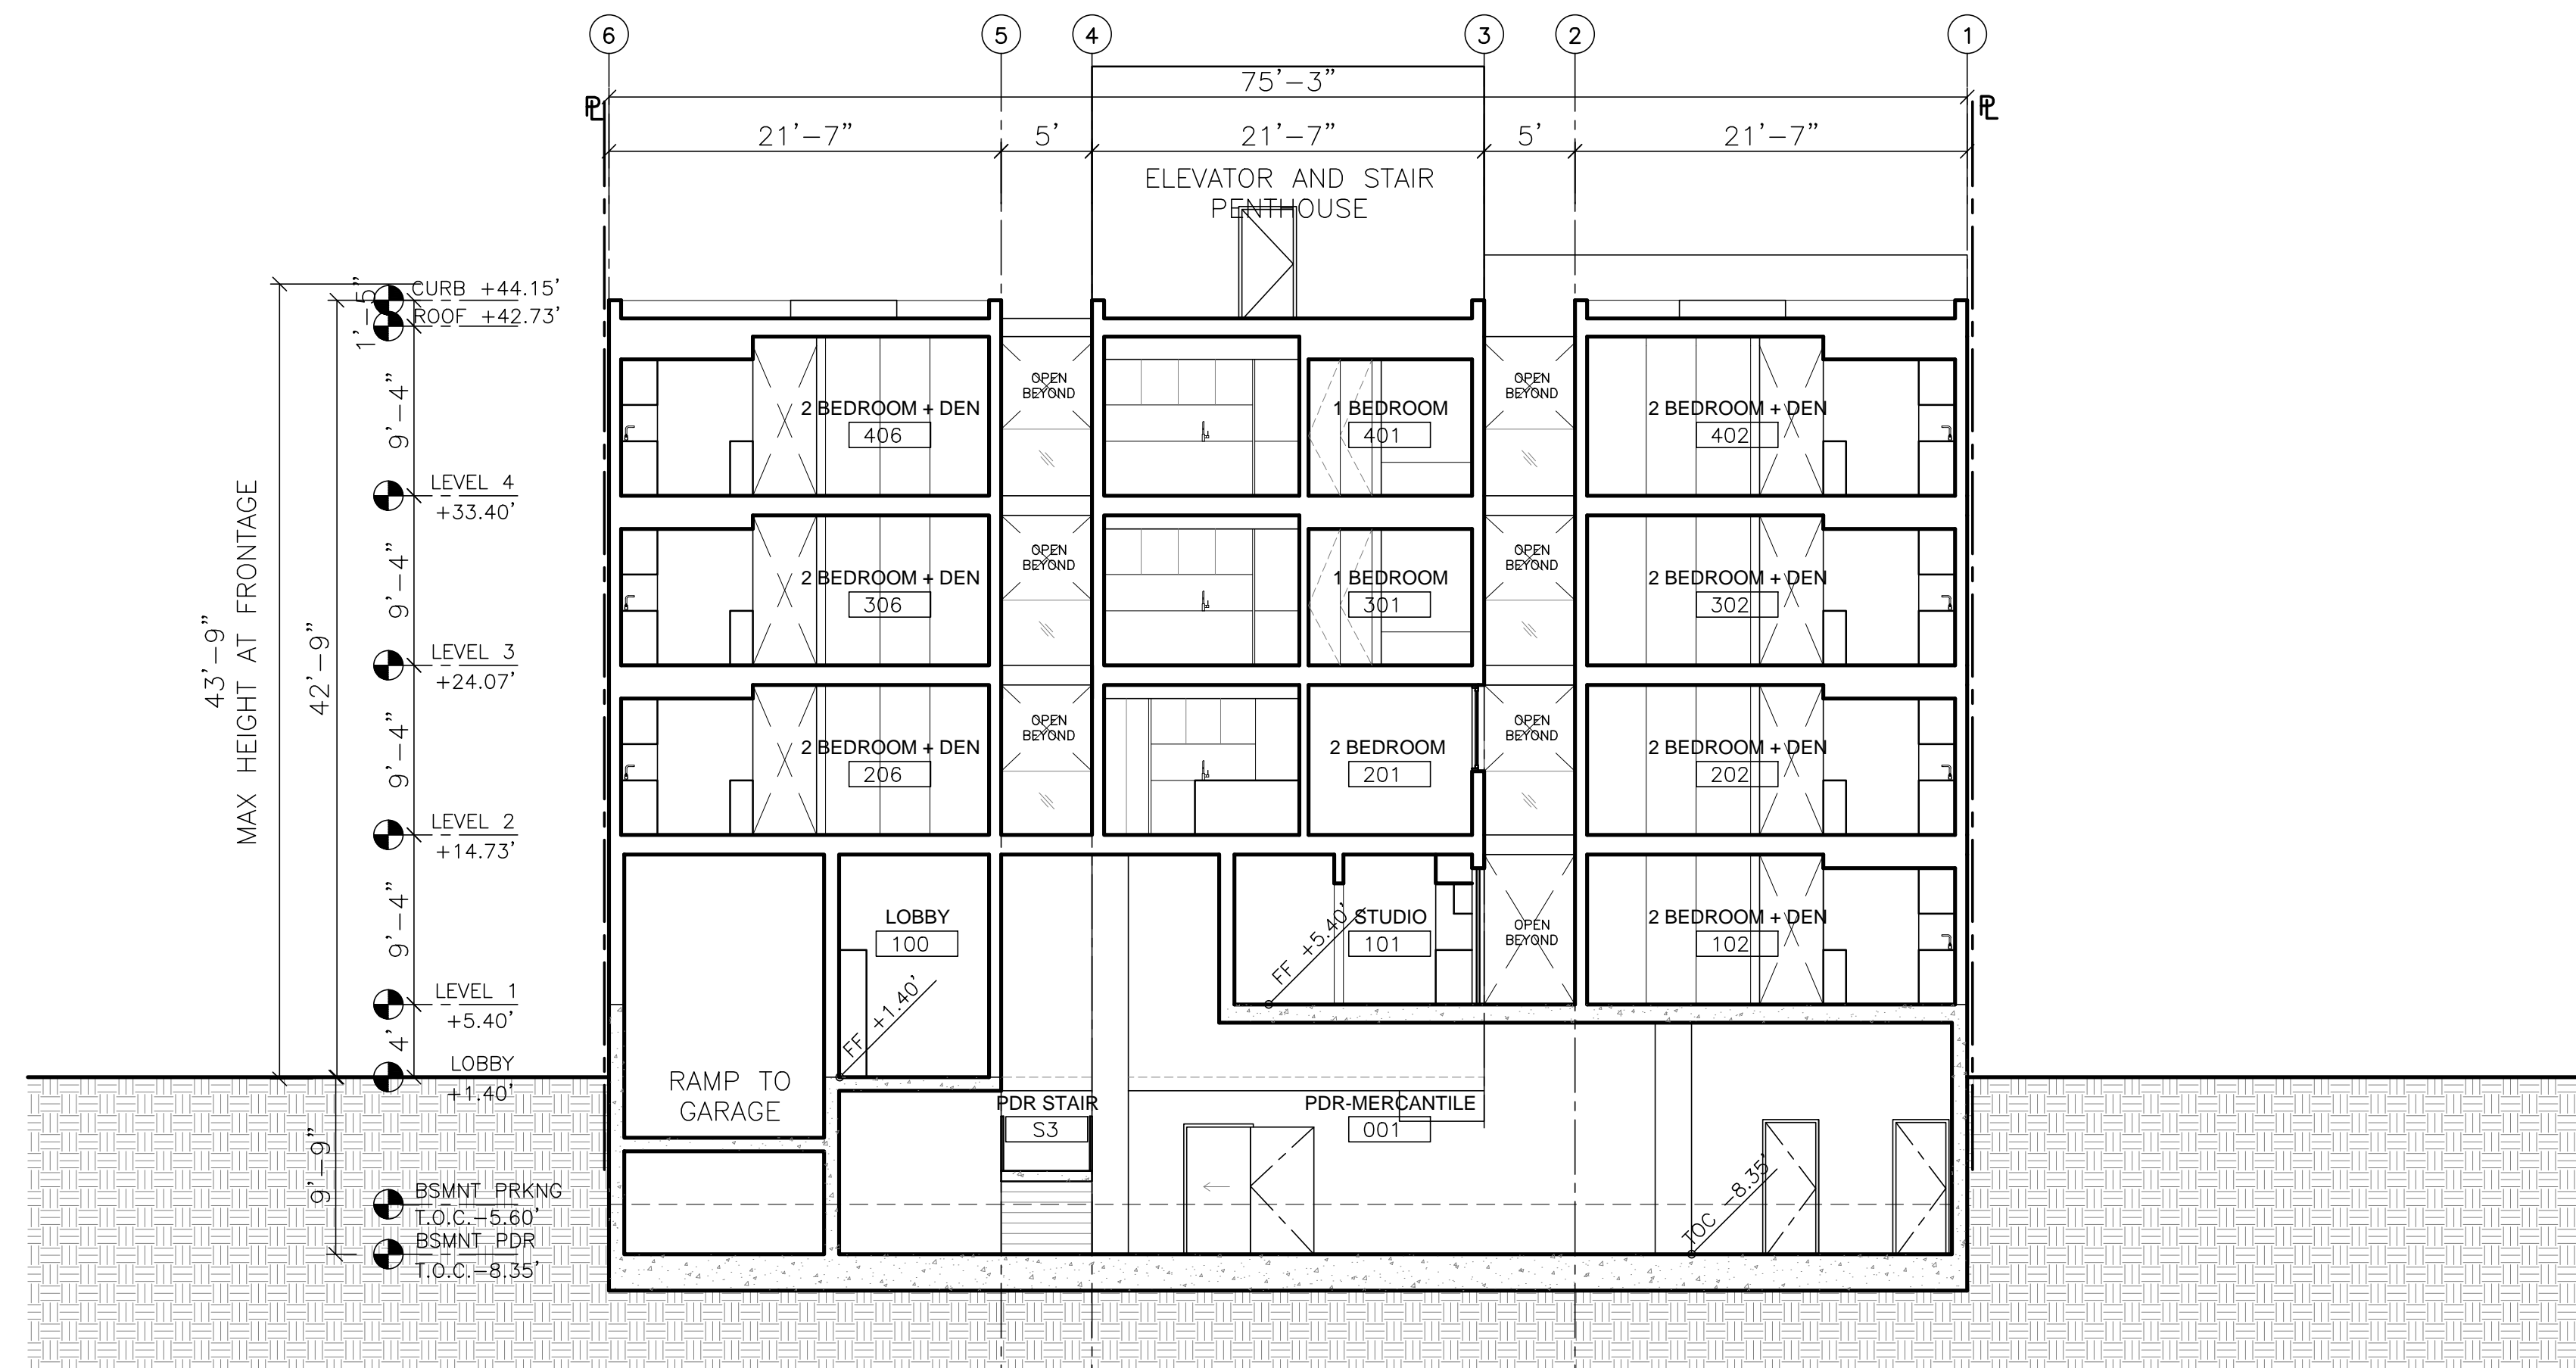 6 5 4 3 2 1
75'-3"
PL PL
21'-7" 5' 21'-7" 5' 21'-7"
ELEVATOR AND STAIR
PENTHOUSE
CURB +44.15'
1'-5"
ROOF +42.73'
9'-4"
LEVEL 4
+33.40'
9'-4"
LEVEL 3
+24.07'
9'-4"
LEVEL 2
+14.73'
9'-4"
LEVEL 1
+5.40'
4'
LOBBY
+1.40'
43'-9"
MAX HEIGHT AT FRONTAGE
42'-9"
9'-9"
BSMNT PRKNG
T.O.C.-5.60'
BSMNT PDR
T.O.C.-8.35'
2 BEDROOM + DEN
406
OPEN
BEYOND
1 BEDROOM
401
OPEN
BEYOND
2 BEDROOM + DEN
402
2 BEDROOM + DEN
306
OPEN
BEYOND
1 BEDROOM
301
OPEN
BEYOND
2 BEDROOM + DEN
302
2 BEDROOM + DEN
206
OPEN
BEYOND
2 BEDROOM
201
OPEN
BEYOND
2 BEDROOM + DEN
202
LOBBY
100
FF +1.40'
STUDIO
101
FF +5.40'
OPEN
BEYOND
2 BEDROOM + DEN
102
RAMP TO
GARAGE
PDR STAIR
S3
PDR-MERCANTILE
001
TOC -8.35'